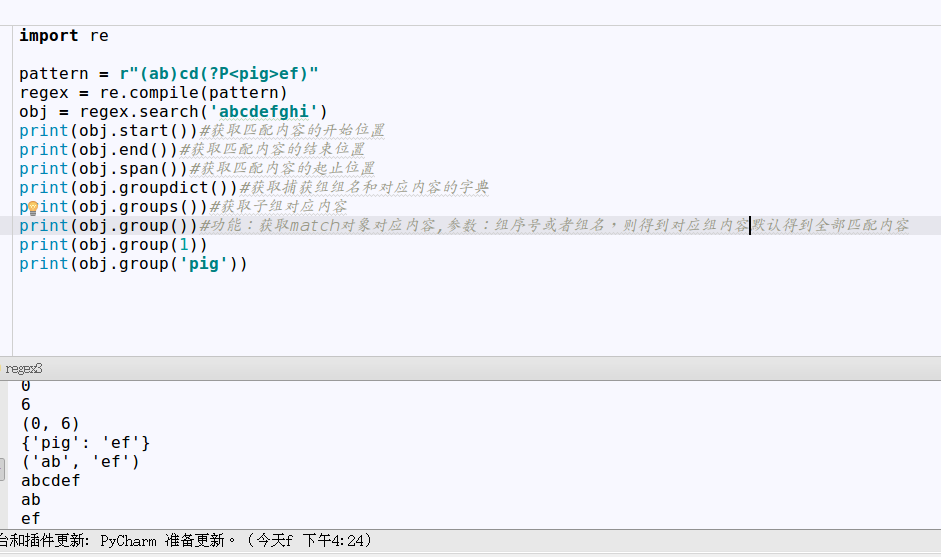 import re
pattern = r"(ab)cd(?P<pig>ef)"
regex = re.compile(pattern)
obj = regex.search('abcdefghi')
print(obj.start())#获取匹配内容的开始位置
print(obj.end())#获取匹配内容的结束位置
print(obj.span())#获取匹配内容的起止位置
print(obj.groupdict())#获取捕获组组名和对应内容的字典
print(obj.groups())#获取子组对应内容
print(obj.group())#功能：获取match对象对应内容,参数：组序号或者组名，则得到对应组内容默认得到全部匹配内容
print(obj.group(1))
print(obj.group('pig'))
regex3
0
6
(0, 6)
{'pig': 'ef'}
('ab', 'ef')
abcdef
ab
ef
台和插件更新: PyCharm 准备更新。(今天f 下午4:24)